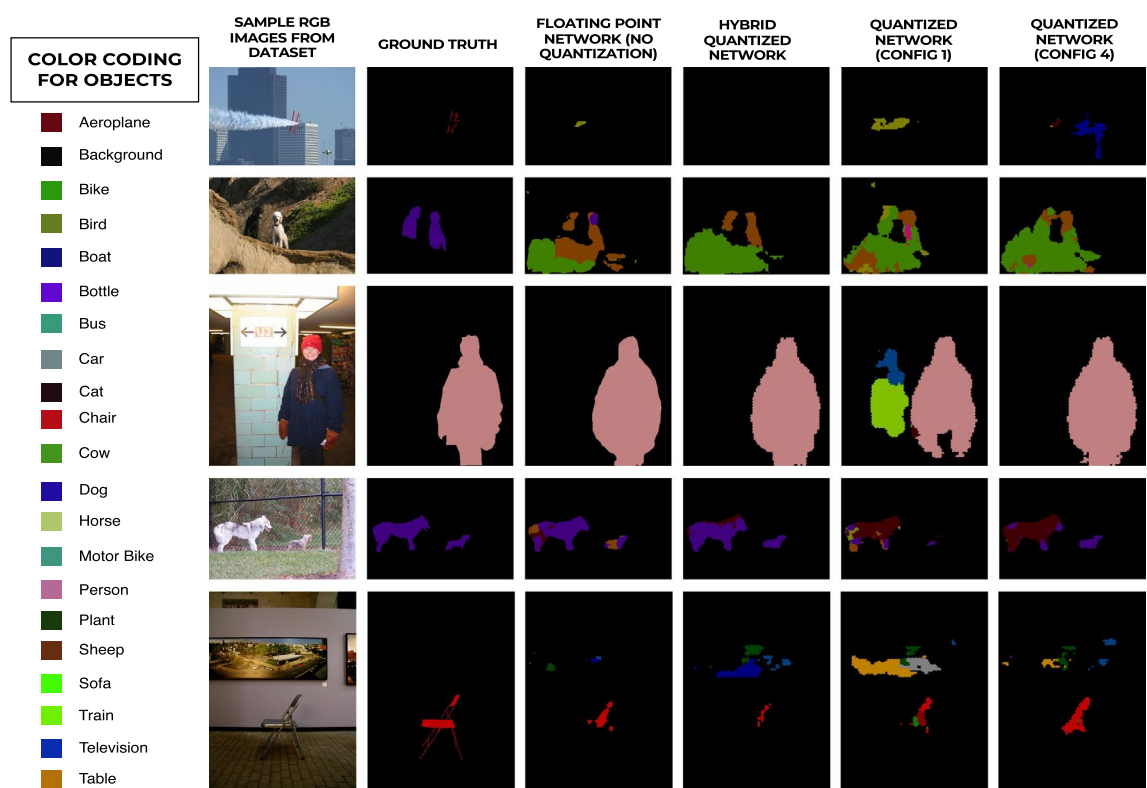 SAMPLE RGB
IMAGES FROM
DATASET
GROUND TRUTH
FLOATING POINT
NETWORK (NO
QUANTIZATION)
HYBRID
QUANTIZED
NETWORK
QUANTIZED
NETWORK
(CONFIG 1)
QUANTIZED
NETWORK
(CONFIG 4)
COLOR CODING
FOR OBJECTS
Aeroplane
Background
Bike
Bird
Boat
Bottle
Bus
Car
Cat
Chair
Cow
Dog
Horse
Motor Bike
Person
Plant
Sheep
Sofa
Train
Television
Table
U2